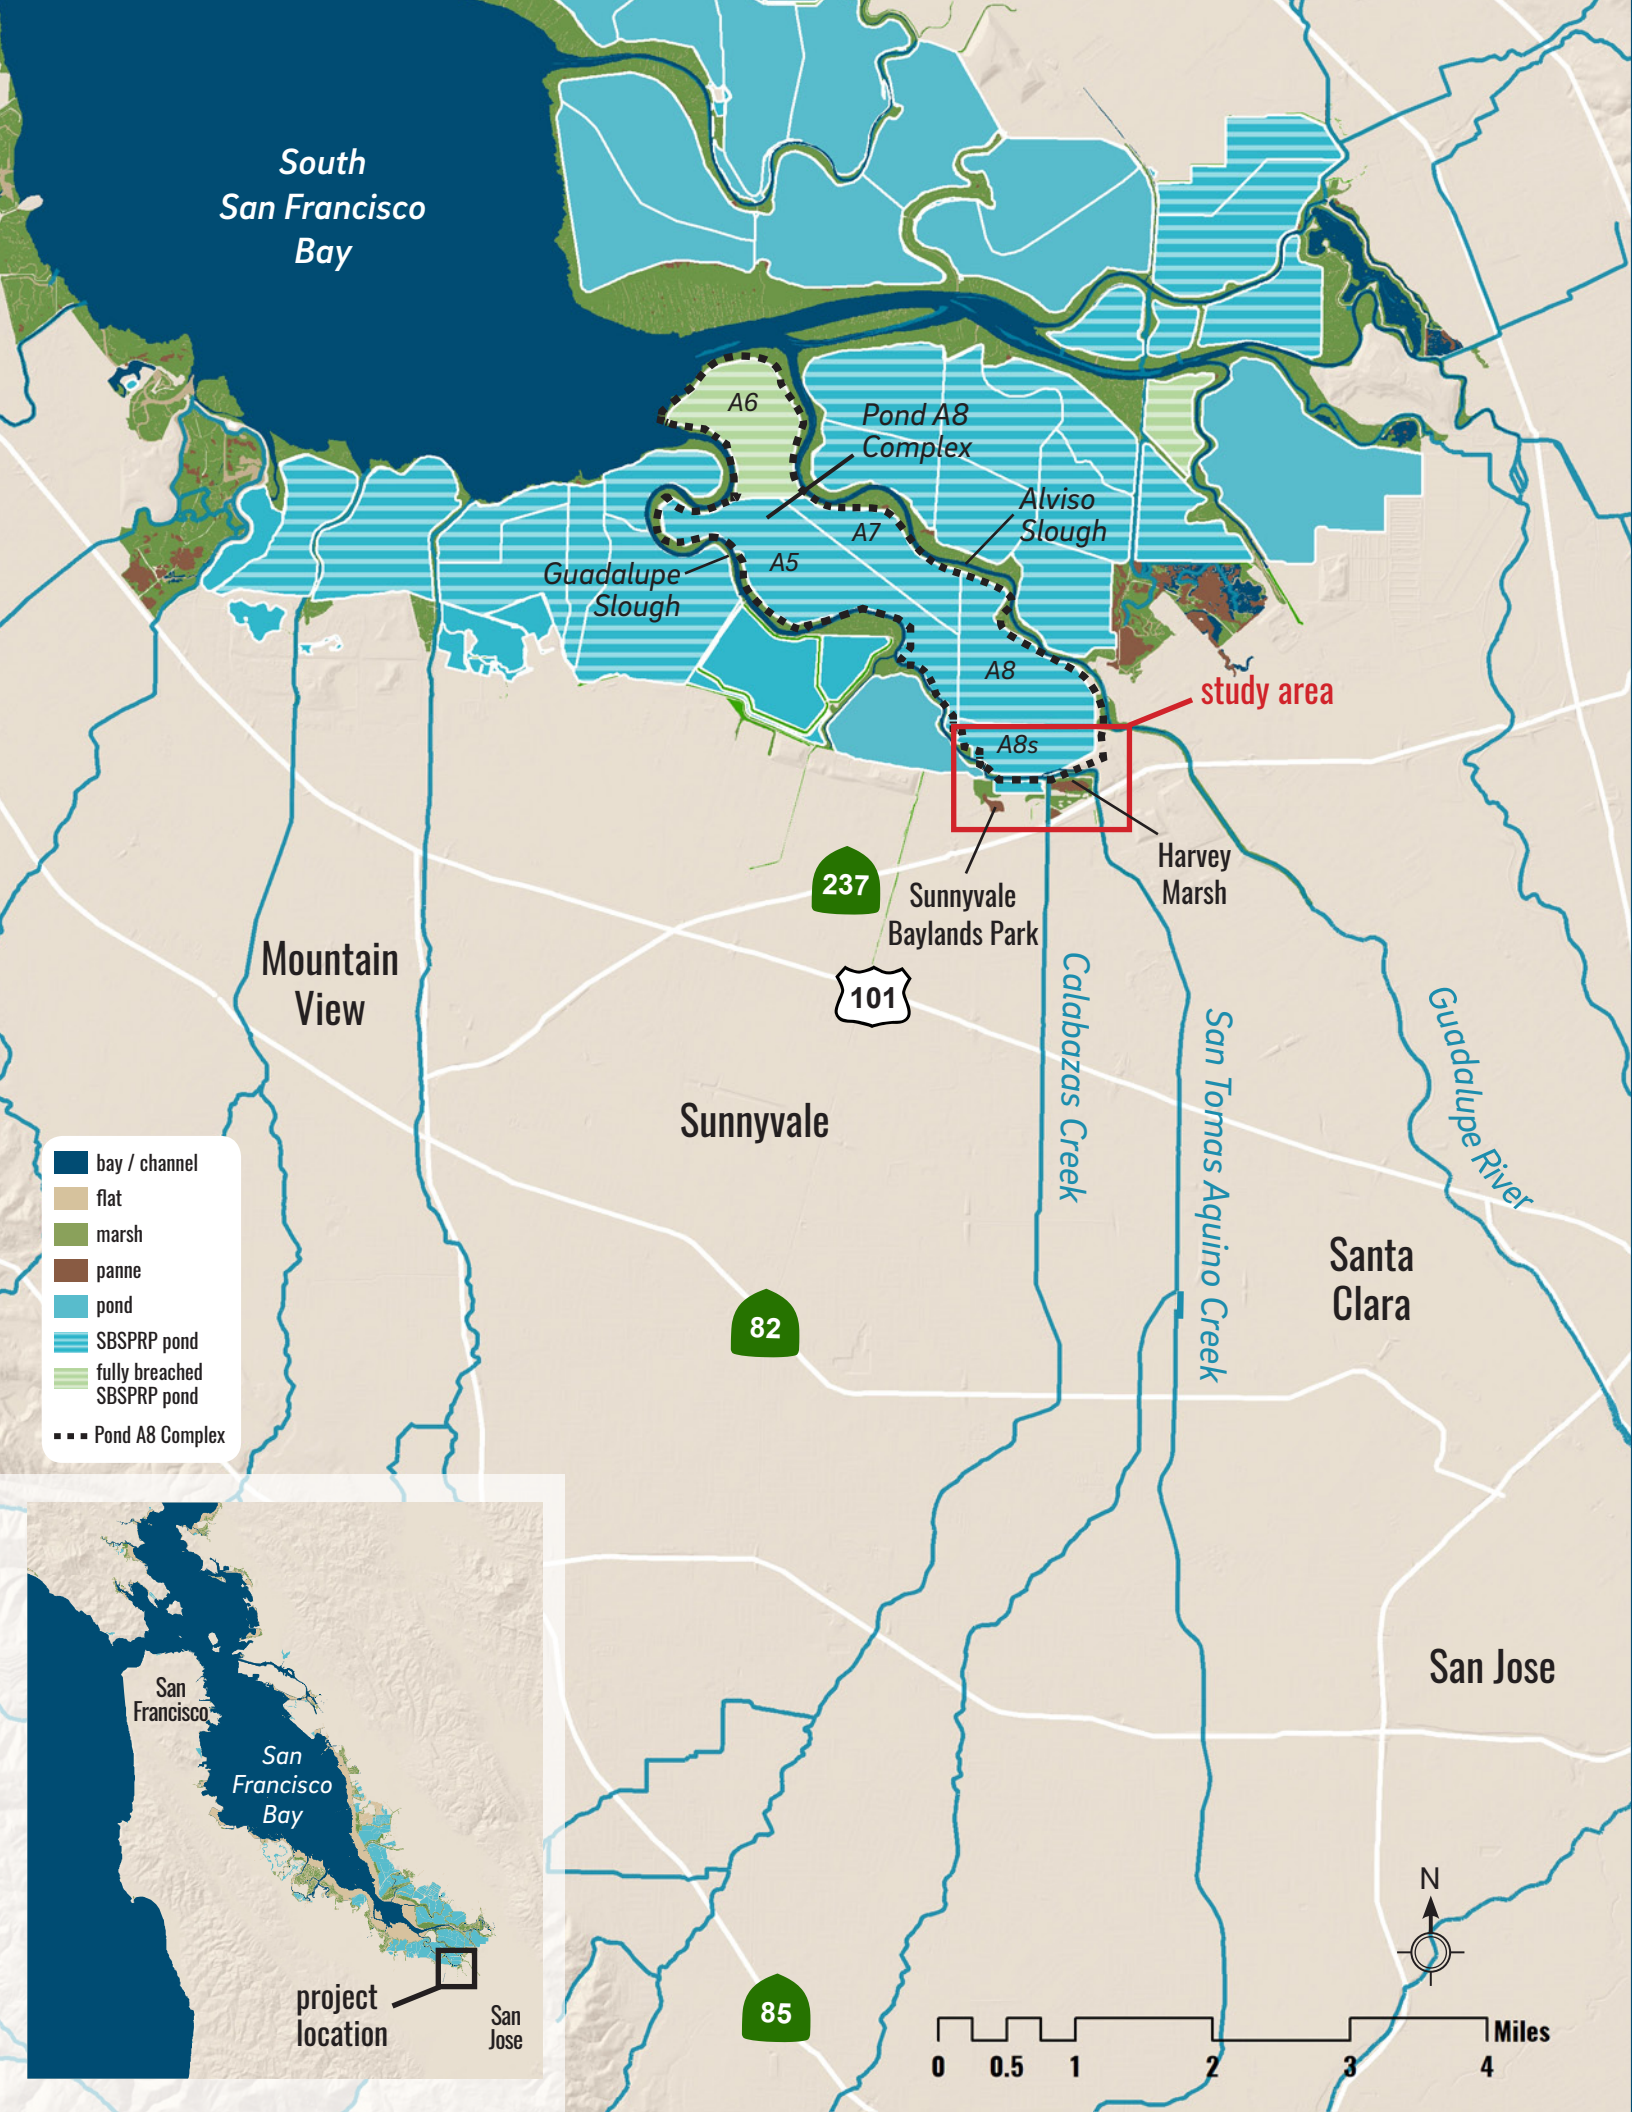 South
San Francisco
Bay
A6
Pond A8
Complex
A7
Alviso
Slough
A5
Guadalupe
Slough
A8
study area
A8s
Harvey
Marsh
237
Sunnyvale
Baylands Park
101
Mountain
View
Calabazas Creek
San Tomas Aquino Creek
Guadalupe River
Sunnyvale
Santa
Clara
82
bay / channel
flat
marsh
panne
pond
SBSPRP pond
fully breached
SBSPRP pond
Pond A8 Complex
San
Francisco
San
Francisco
Bay
project
location
San
Jose
San Jose
85
N
Miles
0 0.5 1 2 3 4